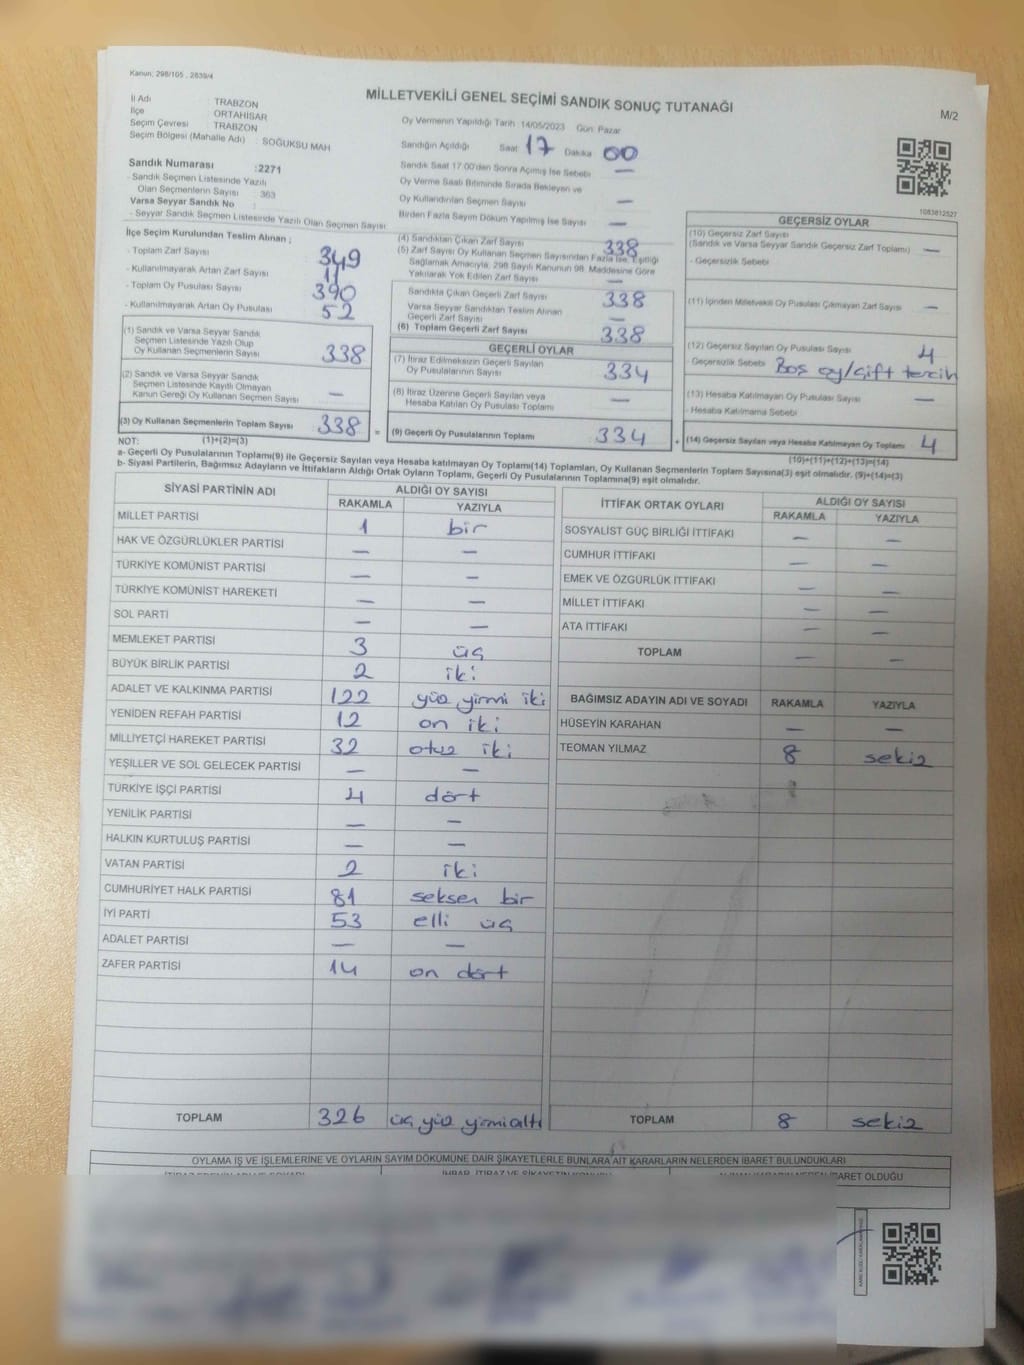 Kanun: 298/105 , 2839/4
MİLLETVEKİLİ GENEL SEÇİMİ SANDIK SONUÇ TUTANAĞI
M/2
İl Adı TRABZON
İlçe ORTAHİSAR
Seçim Çevresi TRABZON
Seçim Bölgesi (Mahalle Adı) : SOĞUKSU MAH
Sandık Numarası :2271
- Sandık Seçmen Listesinde Yazılı
Olan Seçmenlerin Sayısı : 363
Varsa Seyyar Sandık No :
- Seyyar Sandık Seçmen Listesinde Yazılı Olan Seçmen Sayısı
Oy Vermenin Yapıldığı Tarih 14/05/2023 Gün: Pazar
Sandığın Açıldığı Saat 17 Dakika 00
Sandık Saat 17.00'den Sonra Açılmış İse Sebebi —
Oy Verme Saati Bitiminde Sırada Bekleyen ve
Oy Kullandırılan Seçmen Sayısı —
Birden Fazla Sayım Döküm Yapılmış İse Sayısı —
1083812527
İlçe Seçim Kurulundan Teslim Alınan ;
- Toplam Zarf Sayısı 349
- Kullanılmayarak Artan Zarf Sayısı 11
- Toplam Oy Pusulası Sayısı 390
- Kullanılmayarak Artan Oy Pusulası 52
(1) Sandık ve Varsa Seyyar Sandık
Seçmen Listesinde Yazılı Olup
Oy Kullanan Seçmenlerin Sayısı 338
(2) Sandık ve Varsa Seyyar Sandık
Seçmen Listesinde Kayıtlı Olmayan
Kanun Gereği Oy Kullanan Seçmen Sayısı —
(3) Oy Kullanan Seçmenlerin Toplam Sayısı 338 =
(4) Sandıktan Çıkan Zarf Sayısı 338
(5) Zarf Sayısı Oy Kullanan Seçmen Sayısından Fazla İse, Eşitliği
Sağlamak Amacıyla, 298 Sayılı Kanunun 98. Maddesine Göre
Yakılarak Yok Edilen Zarf Sayısı —
Sandıkta Çıkan Geçerli Zarf Sayısı 338
Varsa Seyyar Sandıktan Teslim Alınan
Geçerli Zarf Sayısı —
(6) Toplam Geçerli Zarf Sayısı 338
GEÇERLİ OYLAR
(7) İtiraz Edilmeksizin Geçerli Sayılan
Oy Pusulalarının Sayısı 334
(8) İtiraz Üzerine Geçerli Sayılan veya
Hesaba Katılan Oy Pusulası Toplamı —
(9) Geçerli Oy Pusulalarının Toplamı 334 +
GEÇERSİZ OYLAR
(10) Geçersiz Zarf Sayısı
(Sandık ve Varsa Seyyar Sandık Geçersiz Zarf Toplamı) —
- Geçersizlik Sebebi
(11) İçinden Milletvekili Oy Pusulası Çıkmayan Zarf Sayısı —
(12) Geçersiz Sayılan Oy Pusulası Sayısı 4
Geçersizlik Sebebi Boş oy/çift tercih
(13) Hesaba Katılmayan Oy Pusulası Sayısı —
- Hesaba Katılmama Sebebi
(14) Geçersiz Sayılan veya Hesaba Katılmayan Oy Toplamı 4
NOT: (1)+(2)=(3) (10)+(11)+(12)+(13)=(14)
a- Geçerli Oy Pusulalarının Toplamı(9) ile Geçersiz Sayılan veya Hesaba katılmayan Oy Toplamı(14) Toplamları, Oy Kullanan Seçmenlerin Toplam Sayısına(3) eşit olmalıdır. (9)+(14)=(3)
b- Siyasi Partilerin, Bağımsız Adayların ve İttifakların Aldığı Ortak Oyların Toplamı, Geçerli Oy Pusulalarının Toplamına(9) eşit olmalıdır.
SİYASİ PARTİNİN ADI ALDIĞI OY SAYISI
RAKAMLA YAZIYLA
MİLLET PARTİSİ 1 bir
HAK VE ÖZGÜRLÜKLER PARTİSİ — —
TÜRKİYE KOMÜNİST PARTİSİ — —
TÜRKİYE KOMÜNİST HAREKETİ — —
SOL PARTİ — —
MEMLEKET PARTİSİ 3 üç
BÜYÜK BİRLİK PARTİSİ 2 iki
ADALET VE KALKINMA PARTİSİ 122 yüz yirmi iki
YENİDEN REFAH PARTİSİ 12 on iki
MİLLİYETÇİ HAREKET PARTİSİ 32 otuz iki
YEŞİLLER VE SOL GELECEK PARTİSİ — —
TÜRKİYE İŞÇİ PARTİSİ 4 dört
YENİLİK PARTİSİ — —
HALKIN KURTULUŞ PARTİSİ — —
VATAN PARTİSİ 2 iki
CUMHURİYET HALK PARTİSİ 81 seksen bir
İYİ PARTİ 53 elli üç
ADALET PARTİSİ — —
ZAFER PARTİSİ 14 on dört
TOPLAM 326 üç yüz yirmialtı
İTTİFAK ORTAK OYLARI ALDIĞI OY SAYISI
RAKAMLA YAZIYLA
SOSYALİST GÜÇ BİRLİĞİ İTTİFAKI — —
CUMHUR İTTİFAKI — —
EMEK VE ÖZGÜRLÜK İTTİFAKI — —
MİLLET İTTİFAKI — —
ATA İTTİFAKI — —
TOPLAM — —
BAĞIMSIZ ADAYIN ADI VE SOYADI RAKAMLA YAZIYLA
HÜSEYİN KARAHAN — —
TEOMAN YILMAZ 8 sekiz
TOPLAM 8 sekiz
OYLAMA İŞ VE İŞLEMLERİNE VE OYLARIN SAYIM DÖKÜMÜNE DAİR ŞİKAYETLERLE BUNLARA AİT KARARLARIN NELERDEN İBARET BULUNDUKLARI
İBARET OLDUĞU